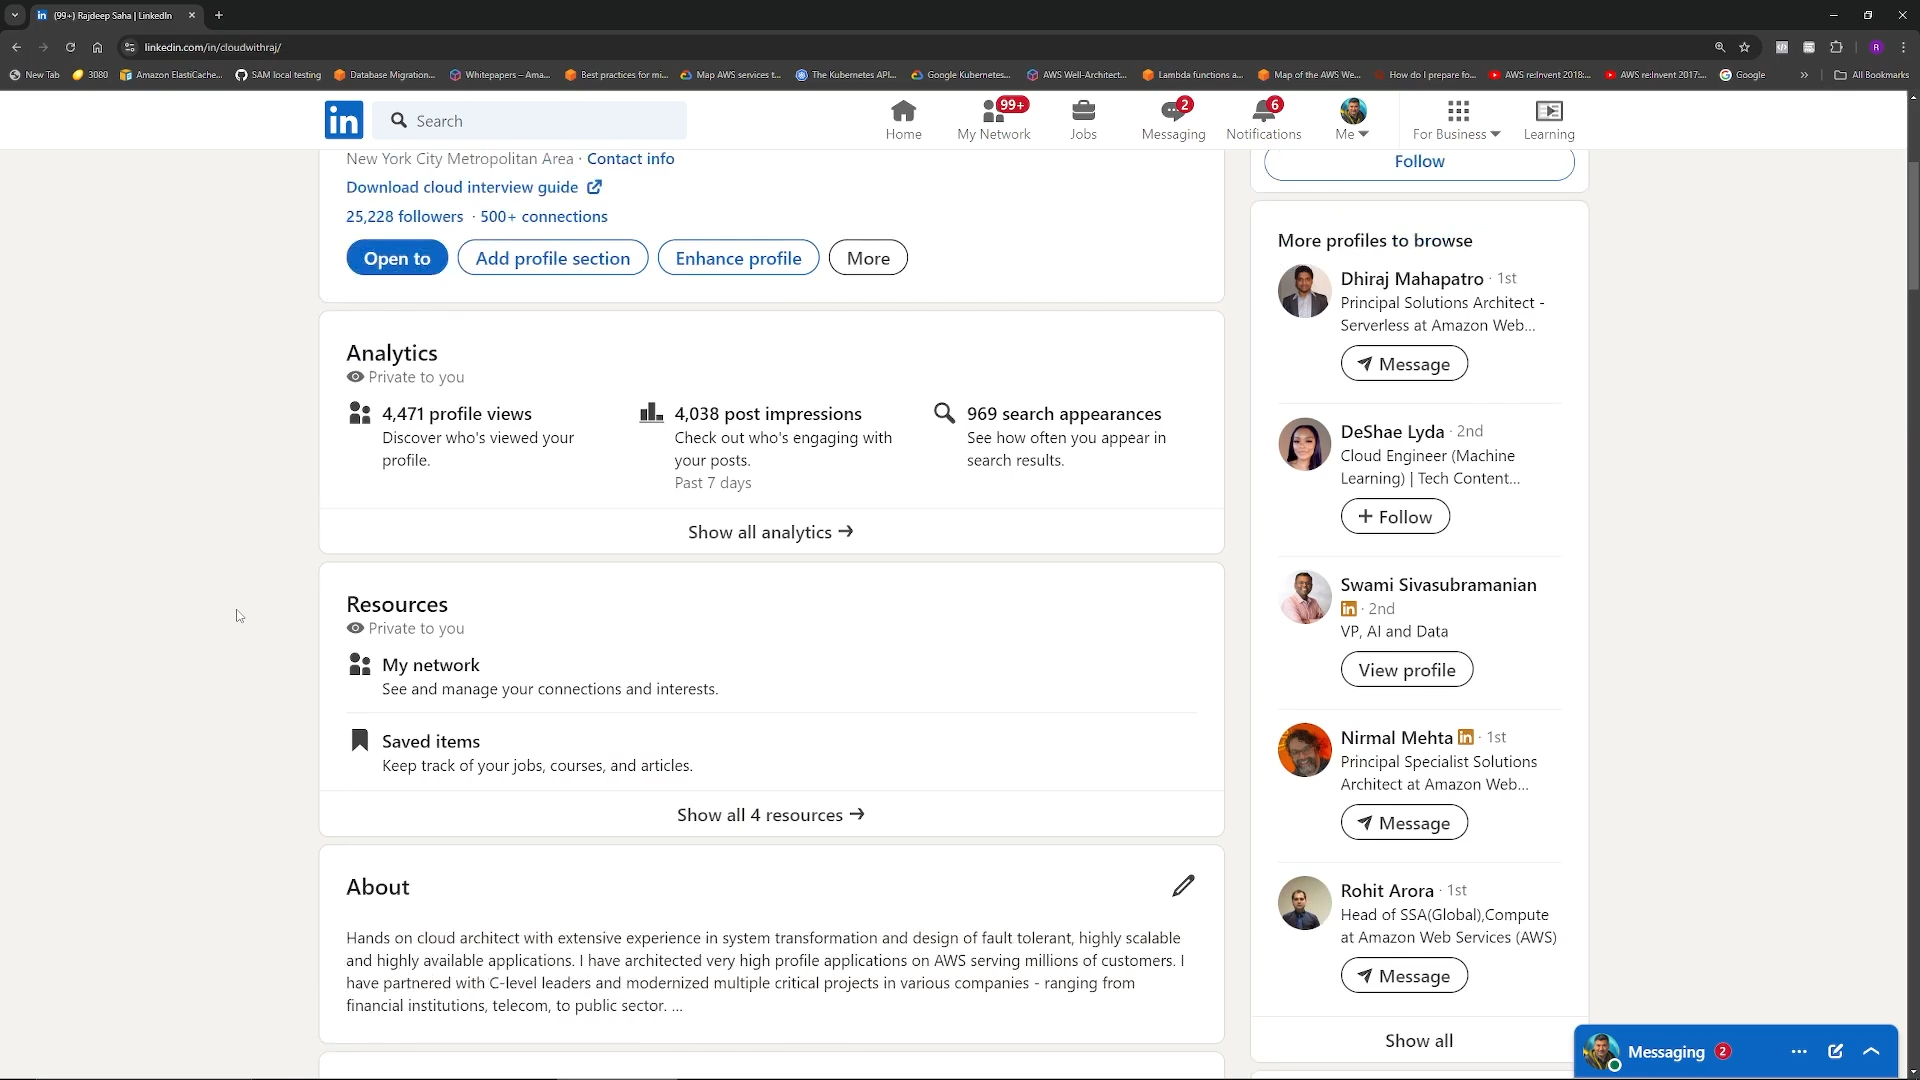 (99+) Rajdeep Saha | LinkedIn
linkedin.com/in/cloudwithraj/
R
New Tab
3080
Amazon ElastiCache...
SAM local testing
Database Migration...
Whitepapers – Ama...
Best practices for mi...
Map AWS services t...
The Kubernetes API...
Google Kubernetes...
AWS Well-Architect...
Lambda functions a...
Map of the AWS We...
How do I prepare fo...
AWS re:Invent 2018:...
AWS re:Invent 2017:...
Google
All Bookmarks
in
Search
Home
99+
My Network
Jobs
2
Messaging
6
Notifications
Me
For Business
Learning
New York City Metropolitan Area · Contact info
Download cloud interview guide
25,228 followers · 500+ connections
Open to
Add profile section
Enhance profile
More
Analytics
Private to you
4,471 profile views
Discover who's viewed your
profile.
4,038 post impressions
Check out who's engaging with
your posts.
Past 7 days
969 search appearances
See how often you appear in
search results.
Show all analytics
Resources
Private to you
My network
See and manage your connections and interests.
Saved items
Keep track of your jobs, courses, and articles.
Show all 4 resources
About
Hands on cloud architect with extensive experience in system transformation and design of fault tolerant, highly scalable
and highly available applications. I have architected very high profile applications on AWS serving millions of customers. I
have partnered with C-level leaders and modernized multiple critical projects in various companies - ranging from
financial institutions, telecom, to public sector. ...
Follow
More profiles to browse
Dhiraj Mahapatro · 1st
Principal Solutions Architect -
Serverless at Amazon Web...
Message
DeShae Lyda · 2nd
Cloud Engineer (Machine
Learning) | Tech Content...
Follow
Swami Sivasubramanian
in · 2nd
VP, AI and Data
View profile
Nirmal Mehta in · 1st
Principal Specialist Solutions
Architect at Amazon Web...
Message
Rohit Arora · 1st
Head of SSA(Global),Compute
at Amazon Web Services (AWS)
Message
Show all
Messaging 2